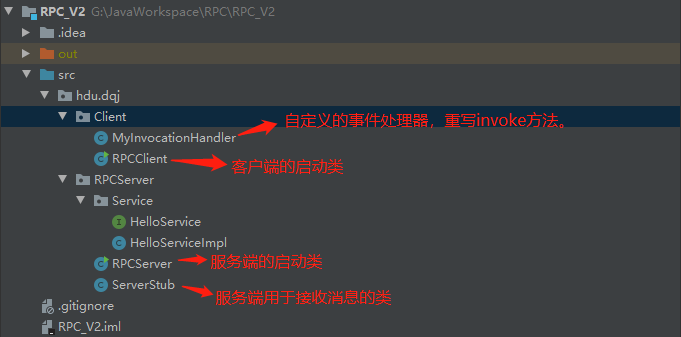 RPC_V2 G:\JavaWorkspace\RPC\RPC_V2
.idea
out
src
hdu.dqj
Client
MyInvocationHandler 自定义的事件处理器，重写invoke方法。
RPCClient 客户端的启动类
RPCServer
Service
HelloService
HelloServiceImpl
RPCServer 服务端的启动类
ServerStub 服务端用于接收消息的类
.gitignore
RPC_V2.iml